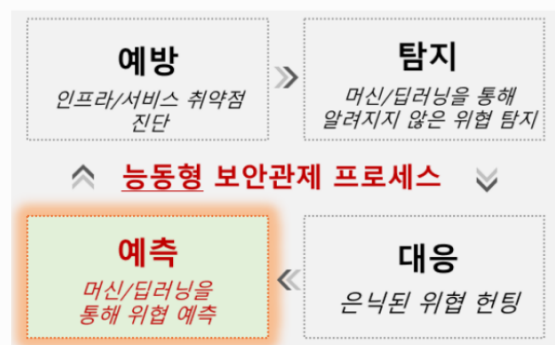 예방
인프라/서비스 취약점
진단
탐지
머신/딥러닝을 통해
알려지지 않은 위협 탐지
능동형 보안관제 프로세스
예측
머신/딥러닝을
통해 위협 예측
대응
은닉된 위협 헌팅